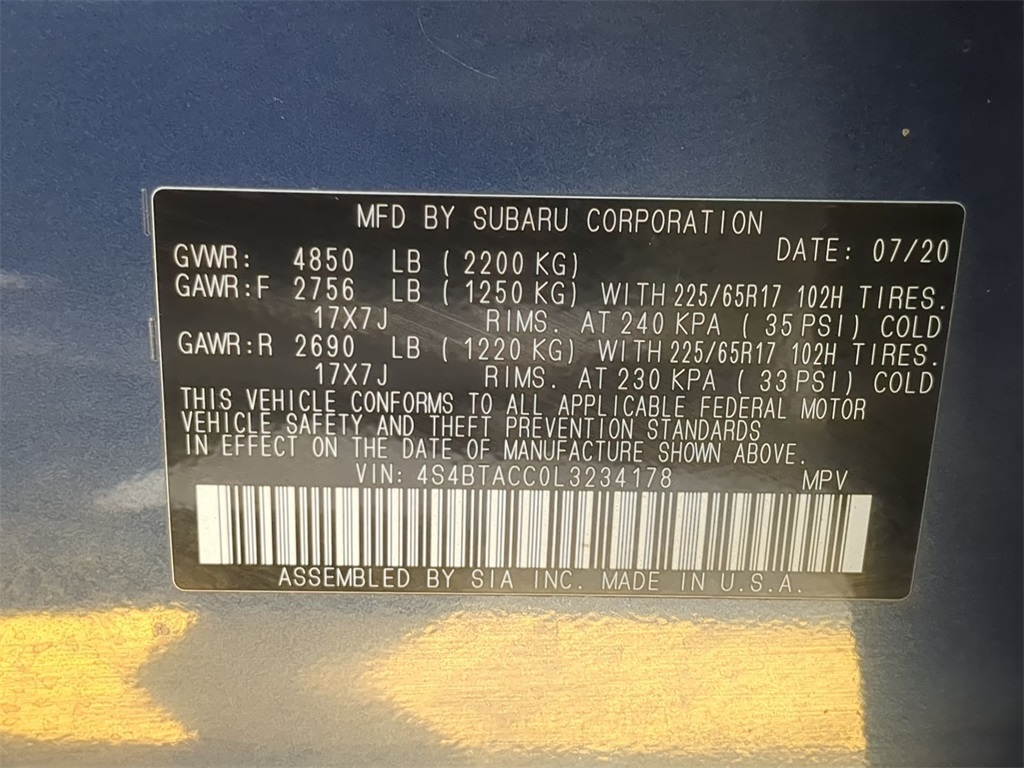 MFD BY SUBARU CORPORATION
DATE: 07/20
GVWR: 4850 LB (2200 KG)
GAWR:F 2756 LB (1250 KG) WITH 225/65R17 102H TIRES.
17X7J RIMS. AT 240 KPA (35 PSI) COLD
GAWR:R 2690 LB (1220 KG) WITH 225/65R17 102H TIRES.
17X7J RIMS. AT 230 KPA (33 PSI) COLD
THIS VEHICLE CONFORMS TO ALL APPLICABLE FEDERAL MOTOR
VEHICLE SAFETY AND THEFT PREVENTION STANDARDS
IN EFFECT ON THE DATE OF MANUFACTURE SHOWN ABOVE.
VIN: 4S4BTACC0L3234178 MPV
ASSEMBLED BY SIA INC. MADE IN U.S.A.